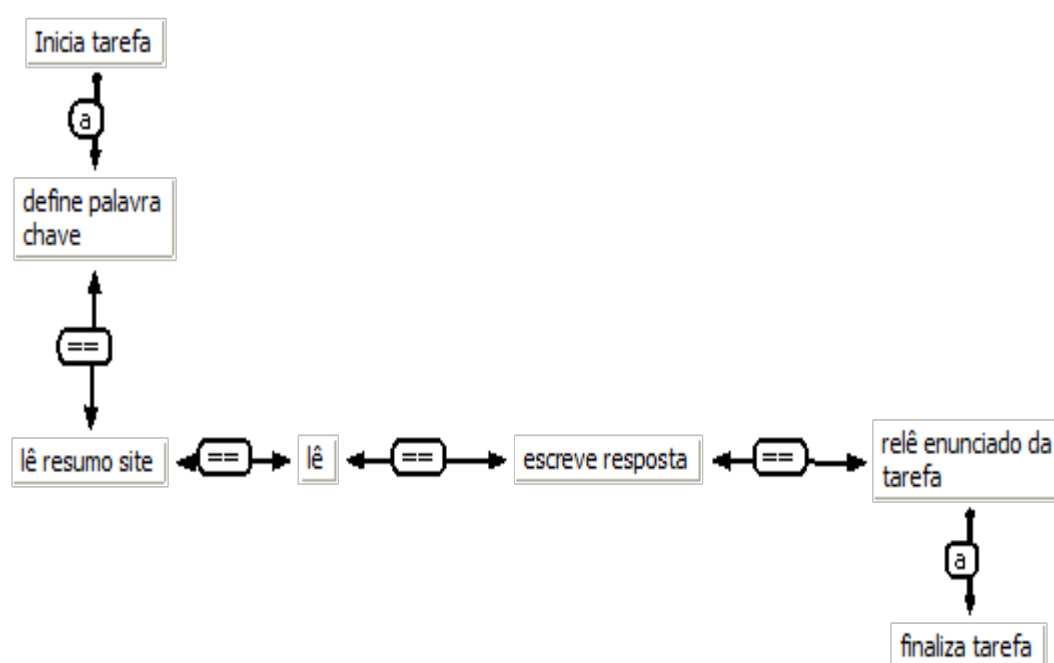 Inicia tarefa
a
define palavra
chave
==
lê resumo site
==
lê
==
escreve resposta
==
relê enunciado da
tarefa
a
finaliza tarefa